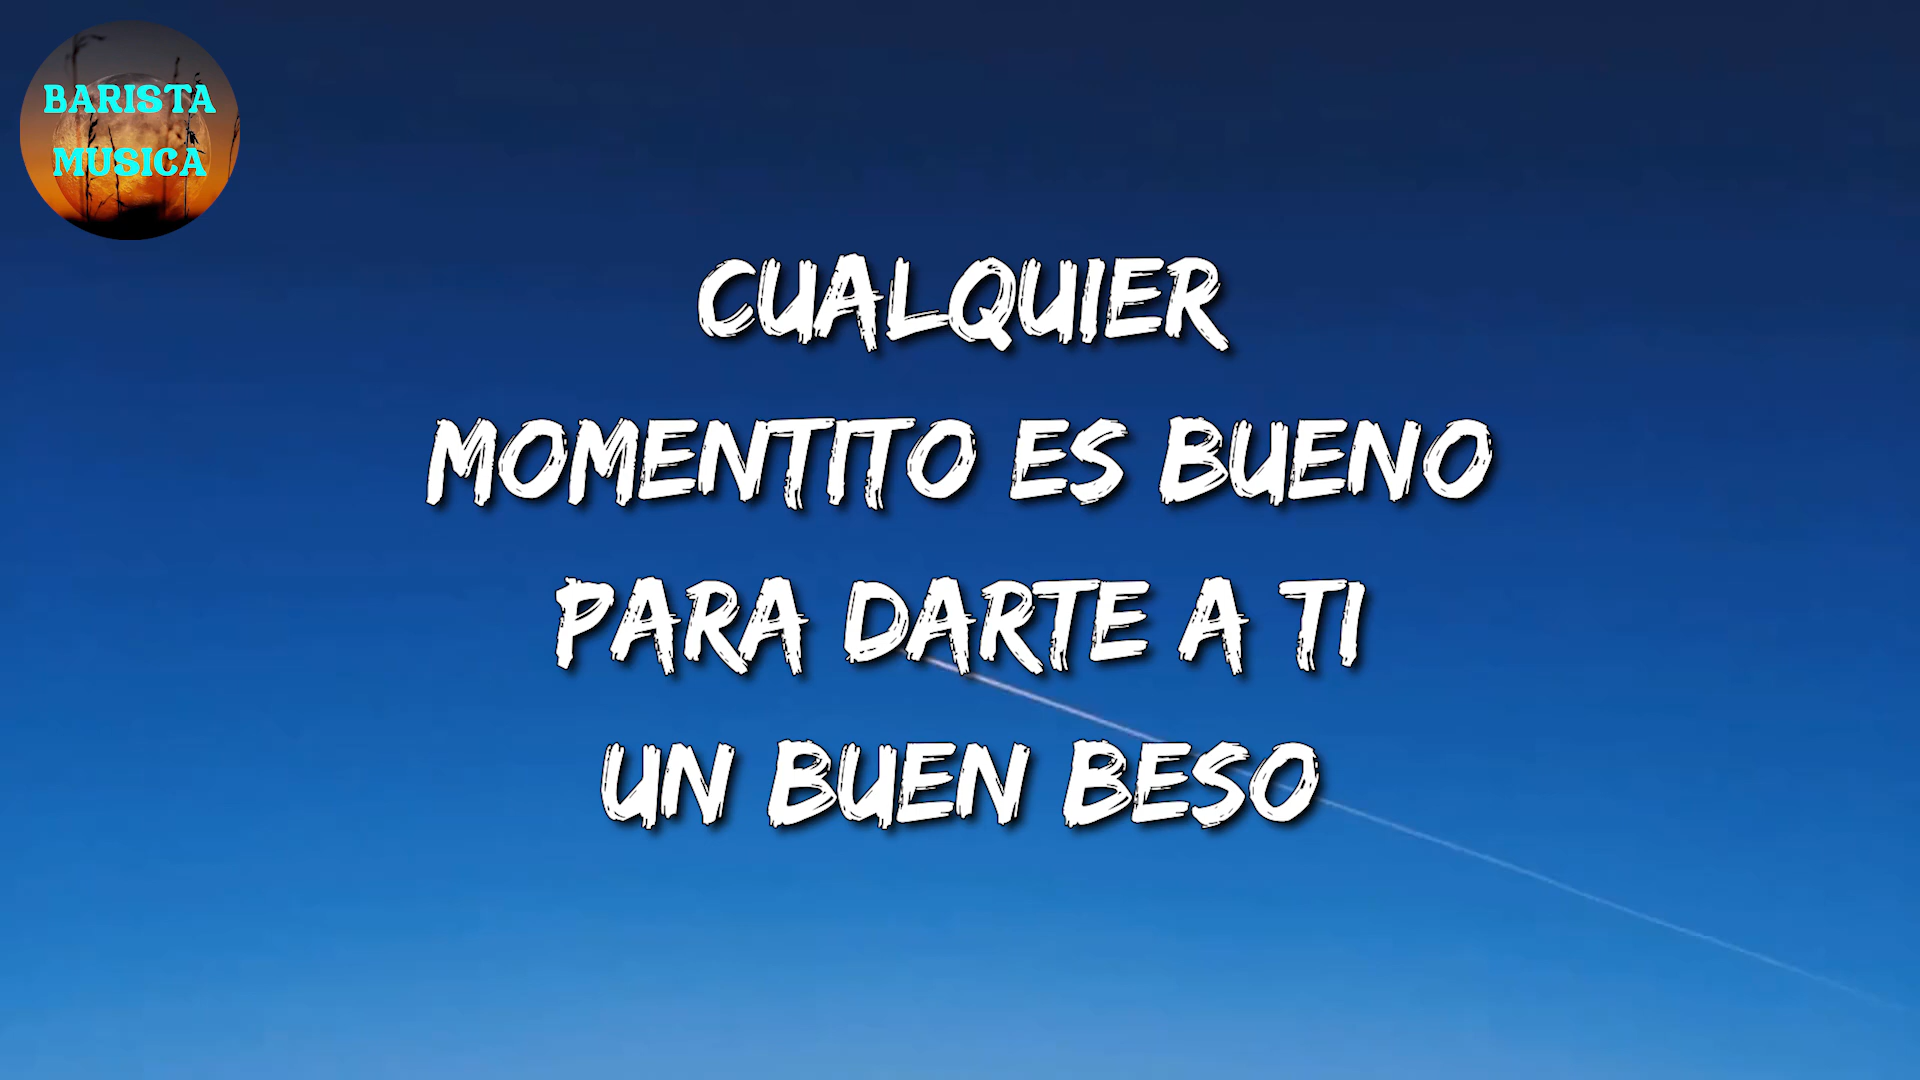 BARISTA
MUSICA
CUALQUIER
MOMENTITO ES BUENO
PARA DARTE A TI
UN BUEN BESO